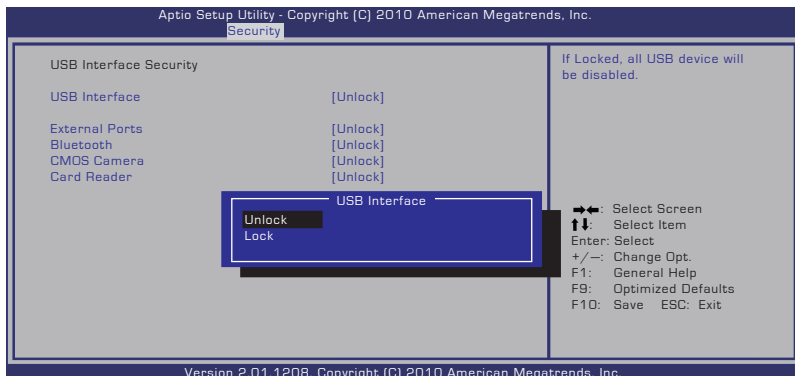 Aptio Setup Utility - Copyright (C) 2010 American Megatrends, Inc.
Security
USB Interface Security
USB Interface [Unlock]
External Ports [Unlock]
Bluetooth [Unlock]
CMOS Camera [Unlock]
Card Reader [Unlock]
USB Interface
Unlock
Lock
If Locked, all USB device will
be disabled.
→←: Select Screen
↑↓: Select Item
Enter: Select
+/−: Change Opt.
F1: General Help
F9: Optimized Defaults
F10: Save ESC: Exit
Version 2.01.1208. Copyright (C) 2010 American Megatrends, Inc.